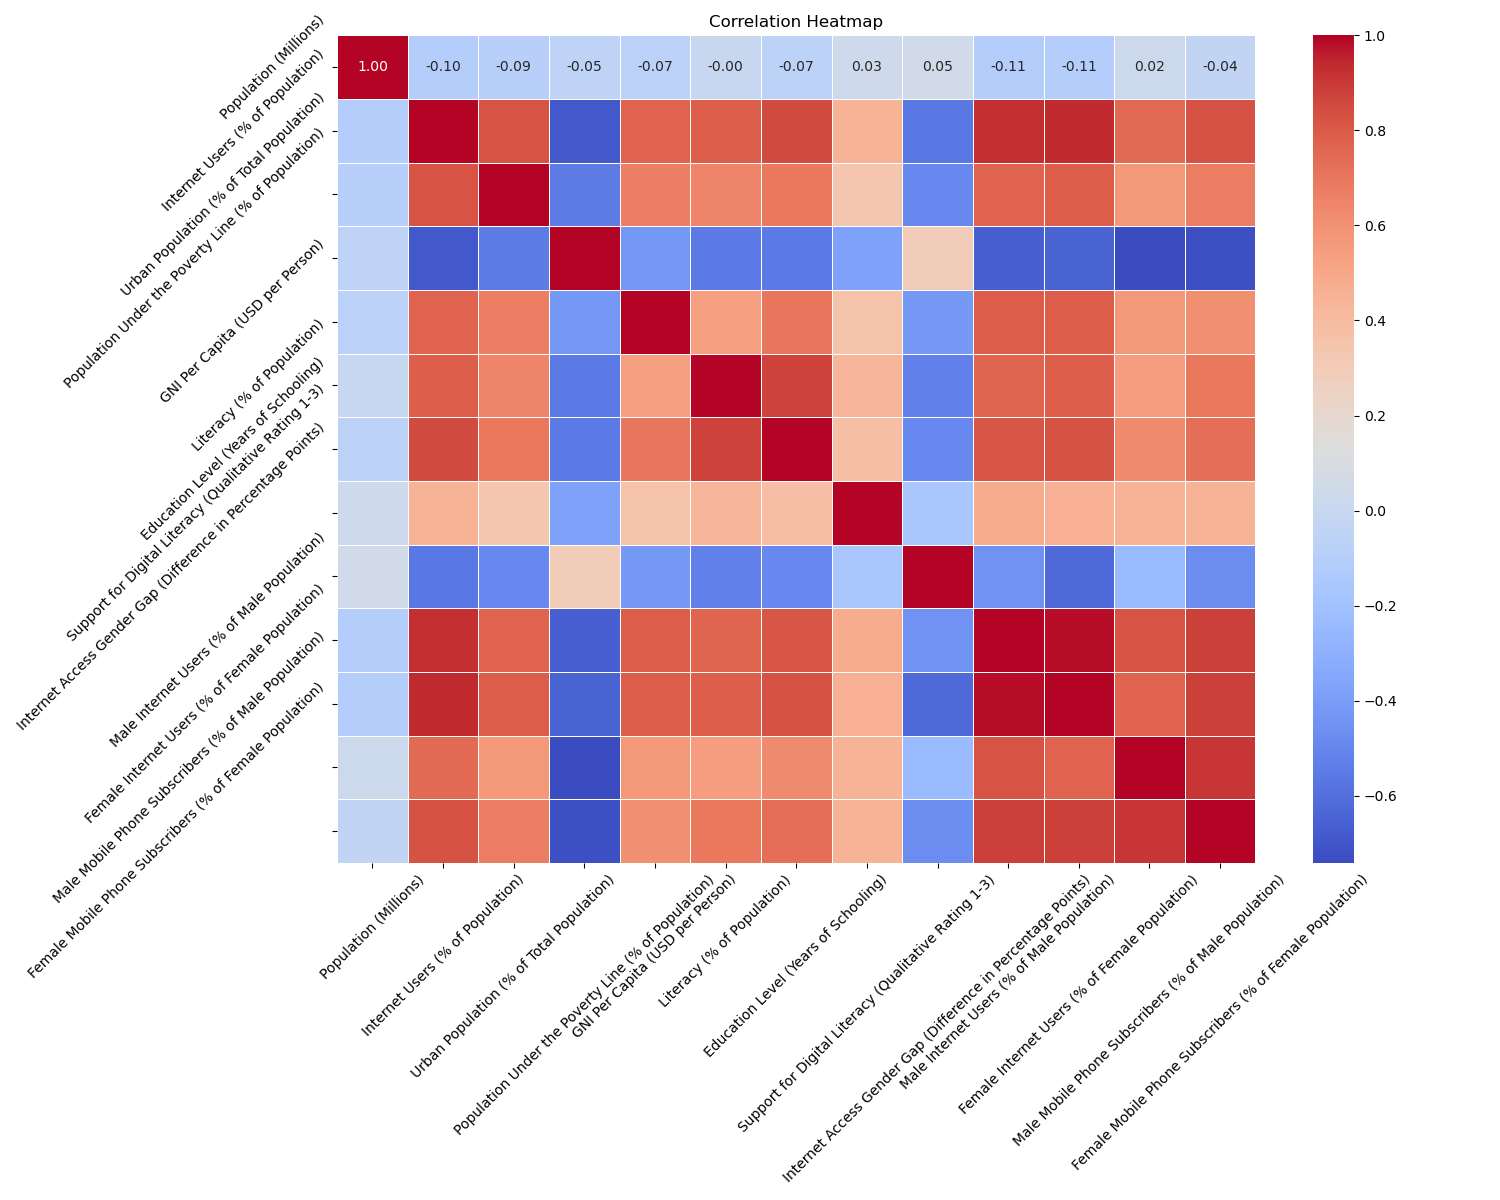 Correlation Heatmap
Population (Millions)
Internet Users (% of Population)
Urban Population (% of Total Population)
Population Under the Poverty Line (% of Population)
GNI Per Capita (USD per Person)
Literacy (% of Population)
Education Level (Years of Schooling)
Support for Digital Literacy (Qualitative Rating 1-3)
Internet Access Gender Gap (Difference in Percentage Points)
Male Internet Users (% of Male Population)
Female Internet Users (% of Female Population)
Male Mobile Phone Subscribers (% of Male Population)
Female Mobile Phone Subscribers (% of Female Population)
1.00 -0.10 -0.09 -0.05 -0.07 -0.00 -0.07 0.03 0.05 -0.11 -0.11 0.02 -0.04
1.0
0.8
0.6
0.4
0.2
0.0
−0.2
−0.4
−0.6
Population (Millions)
Internet Users (% of Population)
Urban Population (% of Total Population)
Population Under the Poverty Line (% of Population)
GNI Per Capita (USD per Person)
Literacy (% of Population)
Education Level (Years of Schooling)
Support for Digital Literacy (Qualitative Rating 1-3)
Internet Access Gender Gap (Difference in Percentage Points)
Male Internet Users (% of Male Population)
Female Internet Users (% of Female Population)
Male Mobile Phone Subscribers (% of Male Population)
Female Mobile Phone Subscribers (% of Female Population)